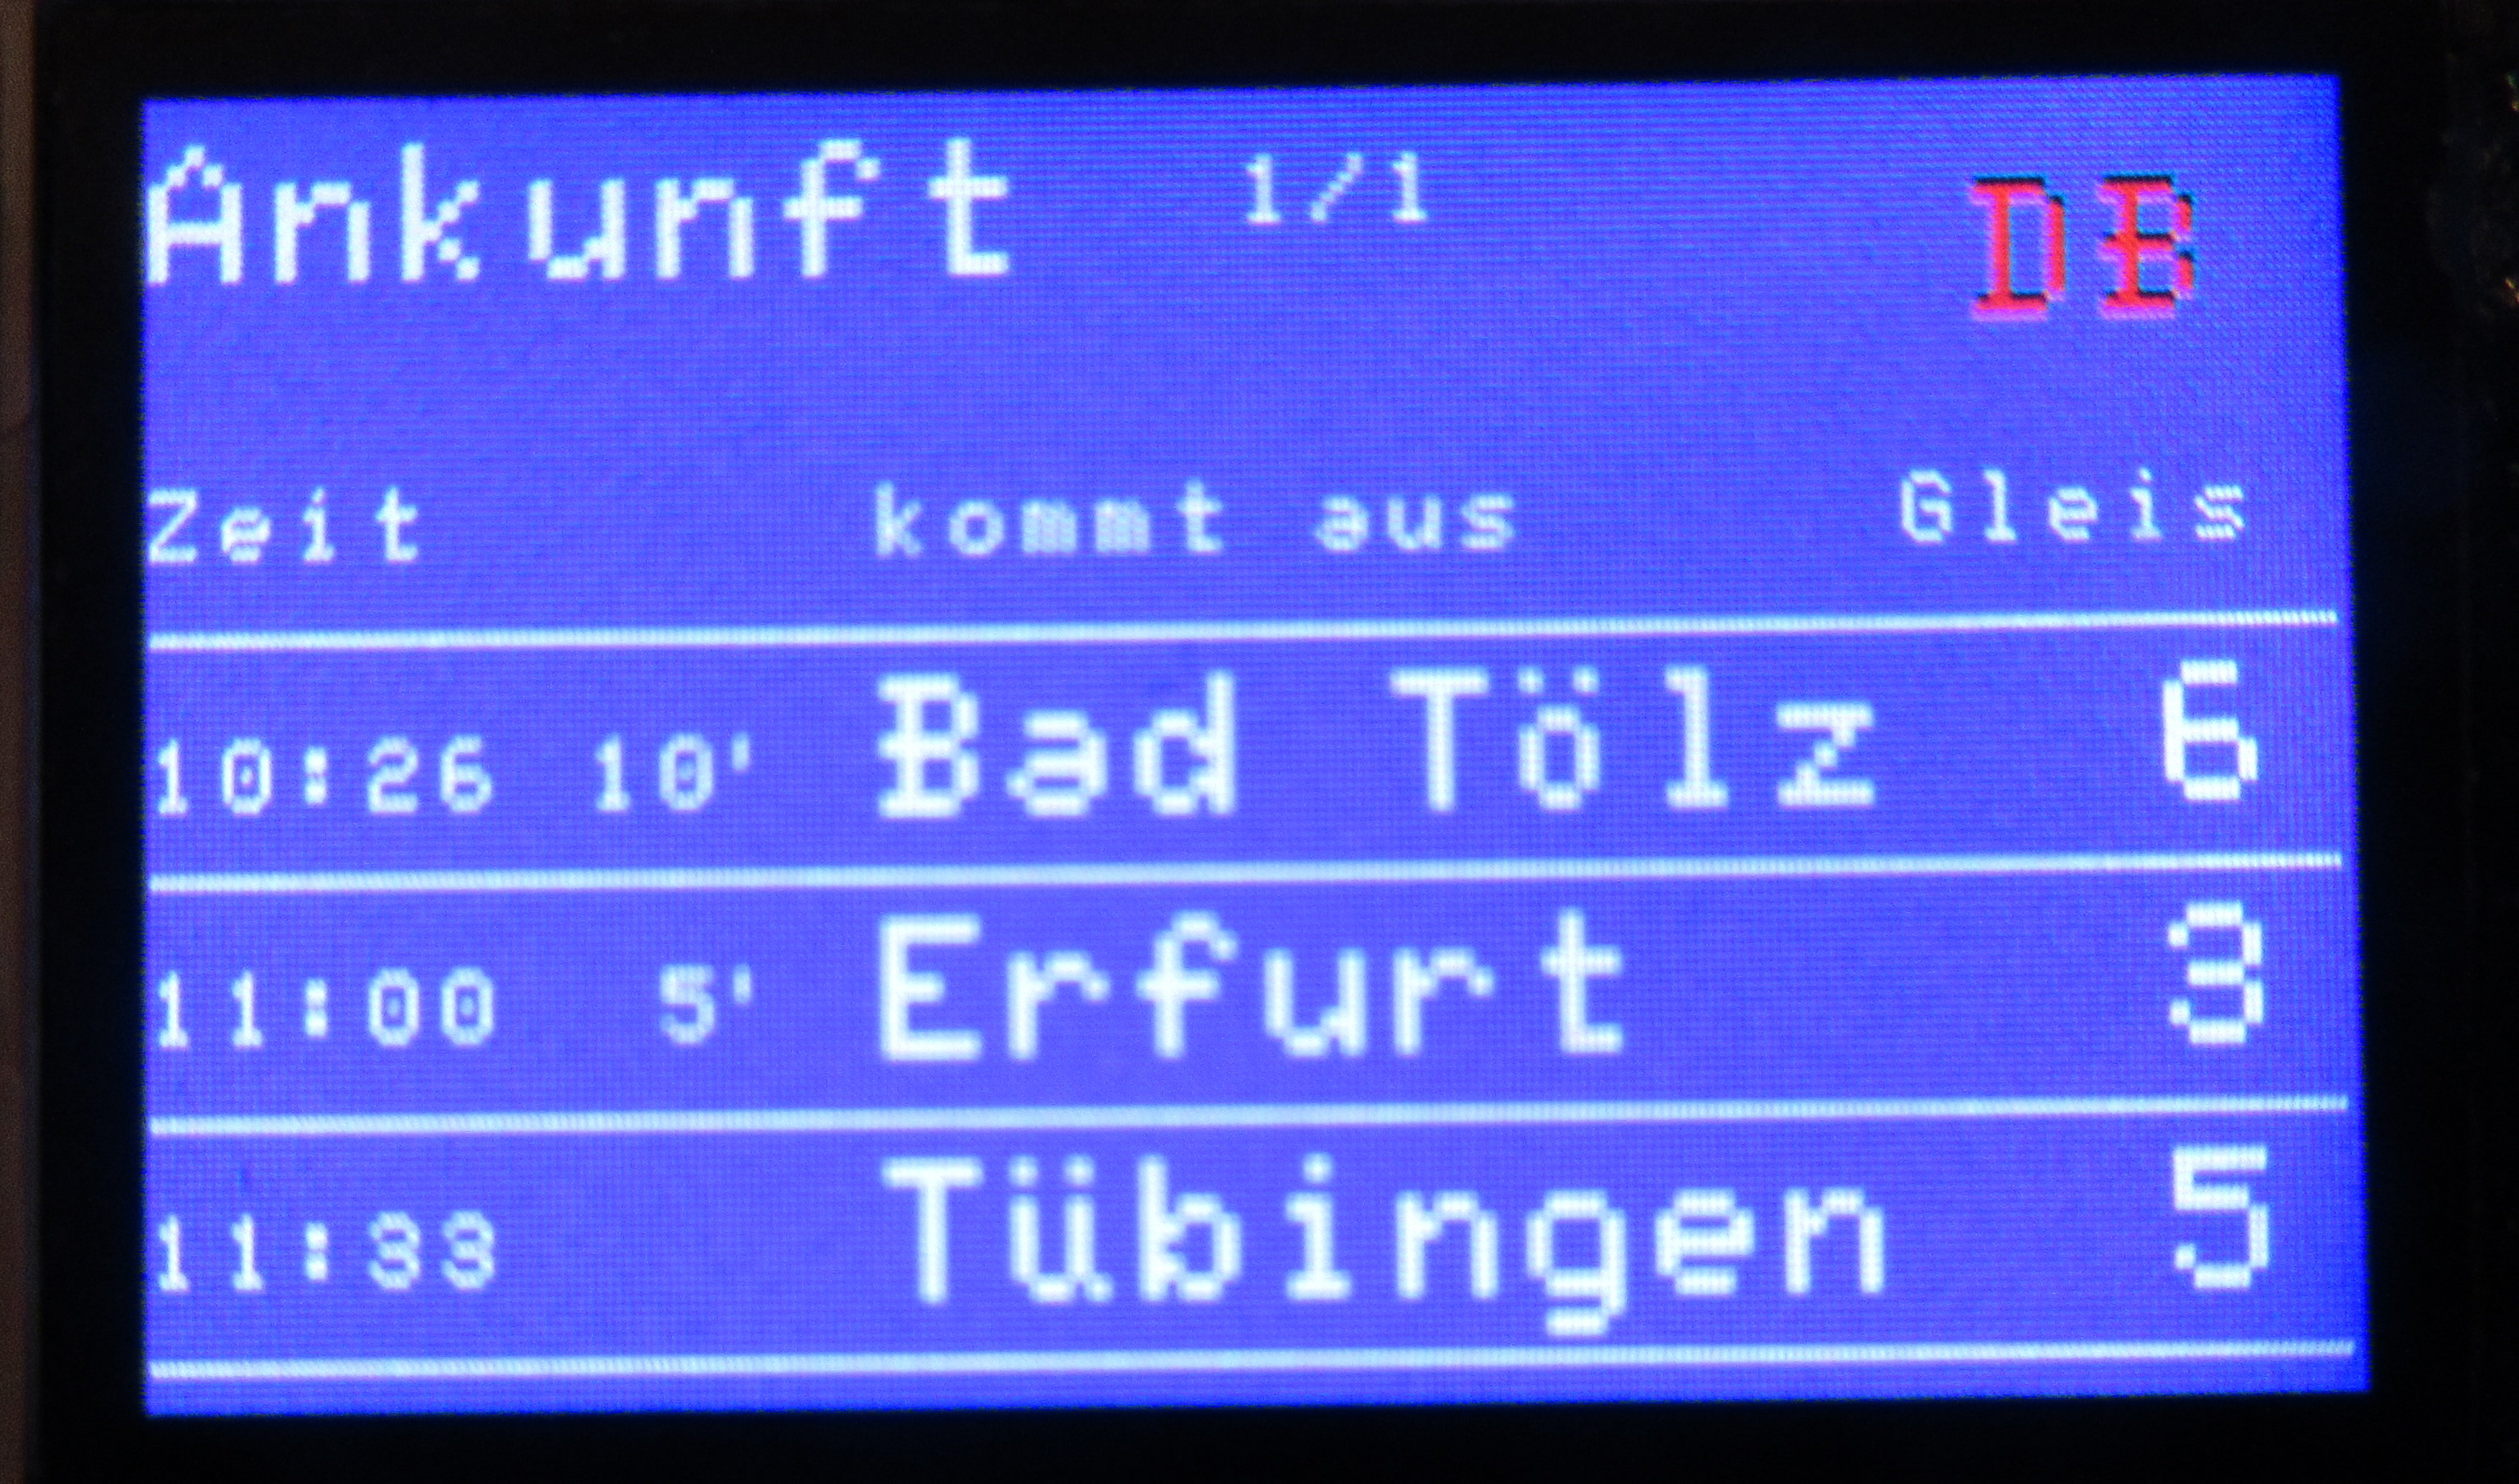 Ankunft 1/1 DB
Zeit kommt aus Gleis
10:26 10' Bad Tölz 6
11:00 5' Erfurt 3
11:33 Tübingen 5